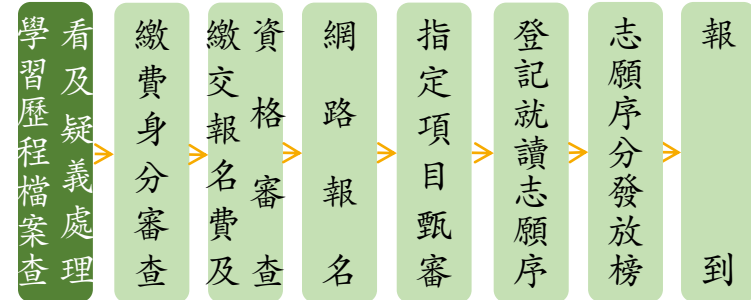 學習歷程檔案查
看及疑義處理
繳費身分審查
繳交報名費及
資格審查
網路報名
指定項目甄審
登記就讀志願序
志願序分發放榜
報到